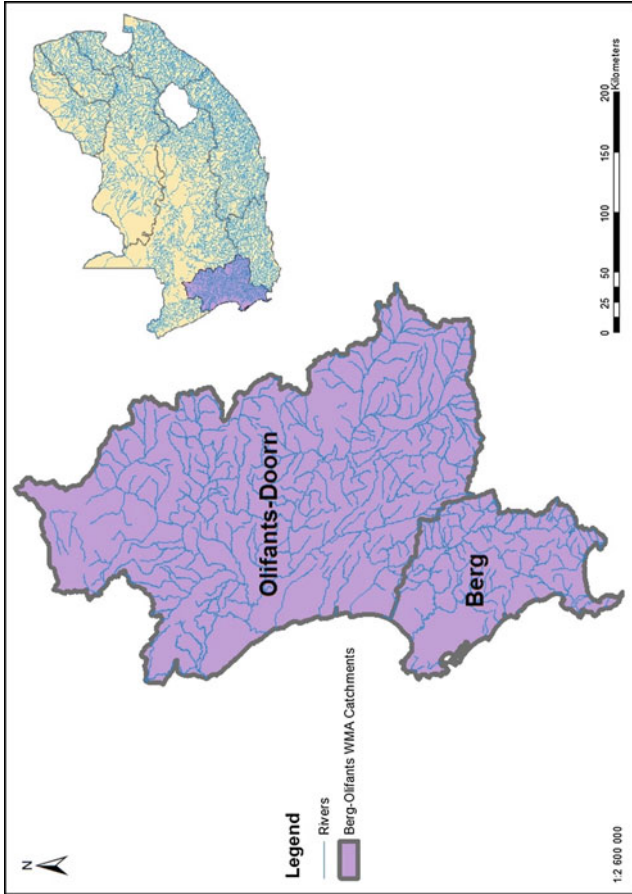 N
Olifants-Doorn
Berg
Legend
Rivers
Berg-Olifants WMA Catchments
1:2 600 000
0 25 50 100 150 200
Kilometers